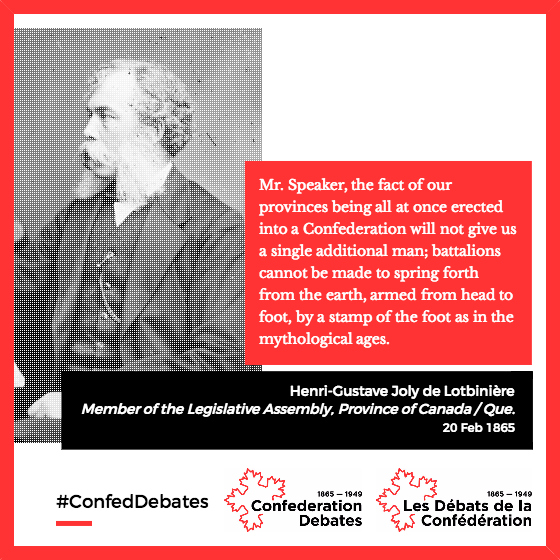 Mr. Speaker, the fact of our
provinces being all at once erected
into a Confederation will not give us
a single additional man; battalions
cannot be made to spring forth
from the earth, armed from head to
foot, by a stamp of the foot as in the
mythological ages.
Henri-Gustave Joly de Lotbinière
Member of the Legislative Assembly, Province of Canada / Que.
20 Feb 1865
#ConfedDebates
1865 — 1949
Confederation
Debates
1865 — 1949
Les Débats de la
Confédération